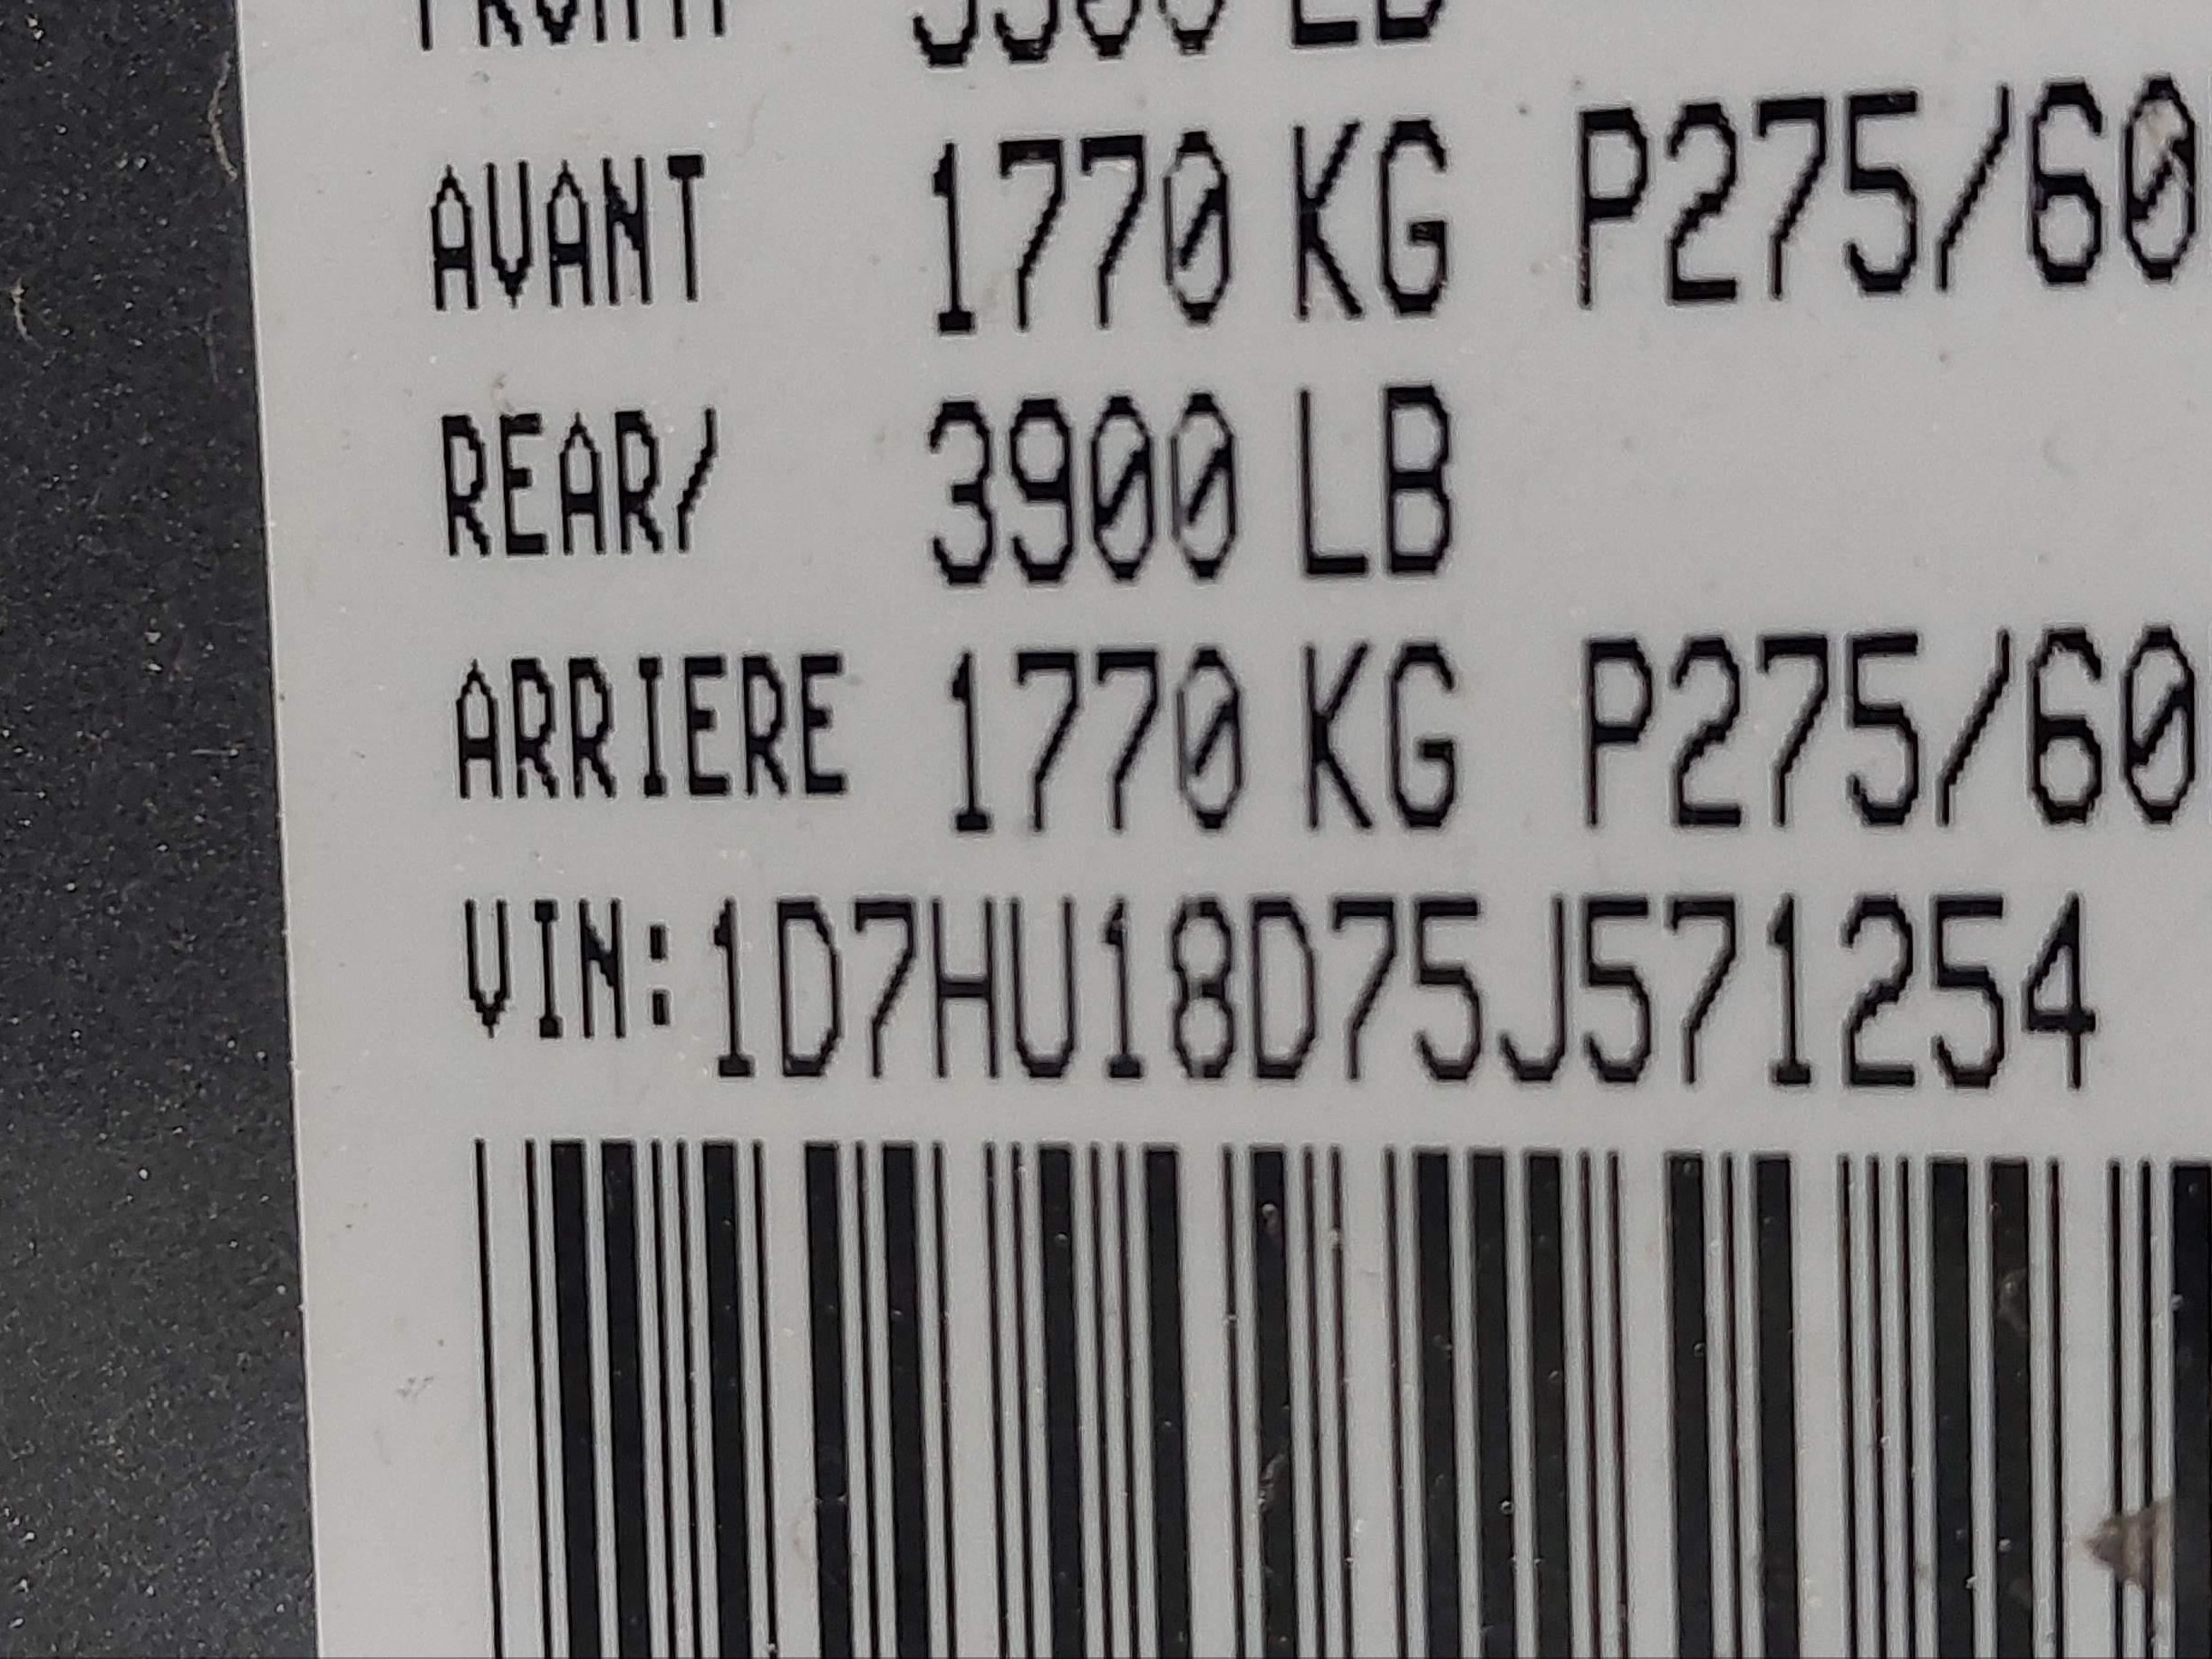 AVANT 1770 KG P275/60
REAR/ 3900 LB
ARRIERE 1770 KG P275/60
VIN: 1D7HU18D75J571254